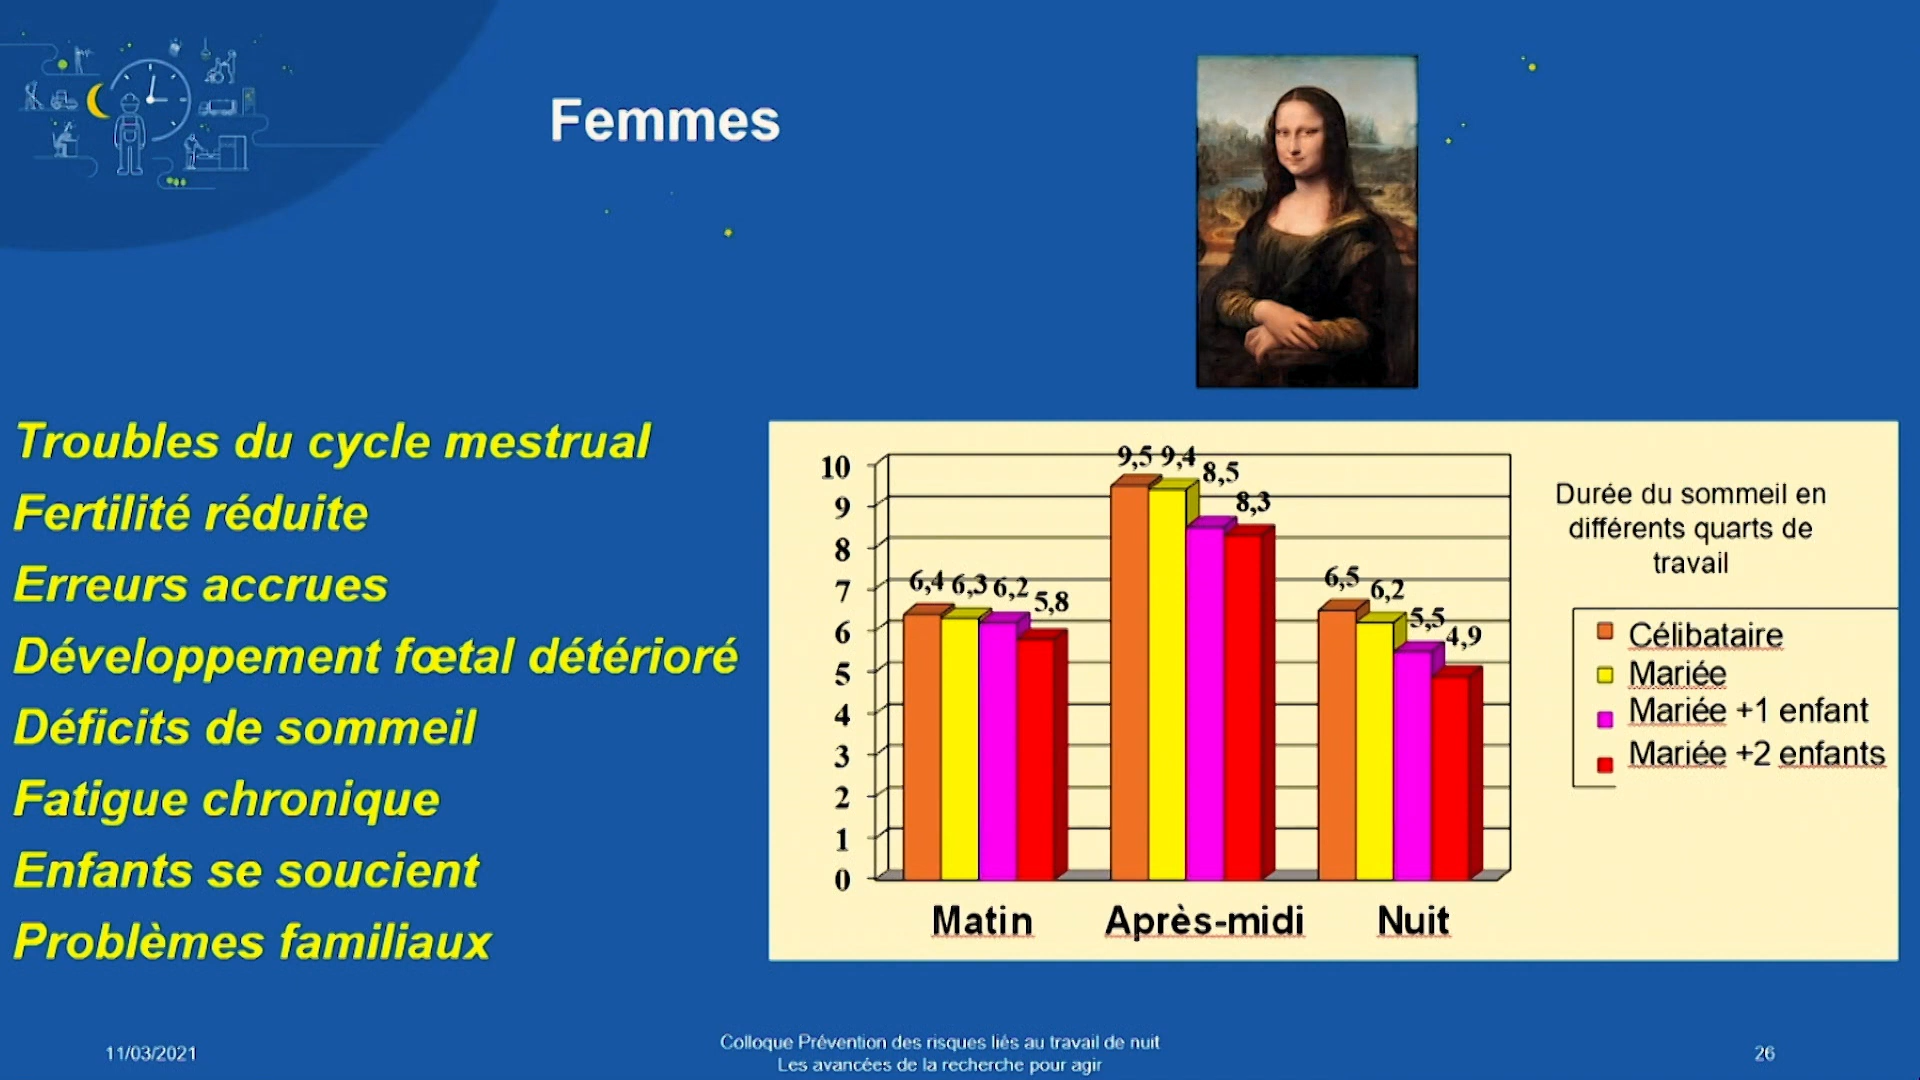 Femmes
Troubles du cycle mestrual
Fertilité réduite
Erreurs accrues
Développement fœtal détérioré
Déficits de sommeil
Fatigue chronique
Enfants se soucient
Problèmes familiaux
10
9
8
7
6
5
4
3
2
1
0
6,4 6,3 6,2 5,8
9,5 9,4 8,5 8,3
6,5 6,2 5,5 4,9
Matin Après-midi Nuit
Durée du sommeil en
différents quarts de
travail
Célibataire
Mariée
Mariée +1 enfant
Mariée +2 enfants
11/03/2021
Colloque Prévention des risques liés au travail de nuit
Les avancées de la recherche pour agir
26